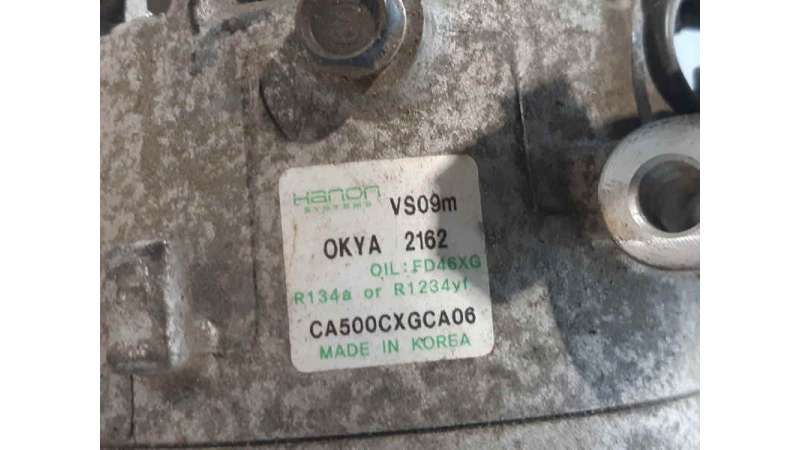 Hanon
SYSTEMS
VS09m
OKYA 2162
OIL:FD46XG
R134a or R1234yf
CA500CXGCA06
MADE IN KOREA